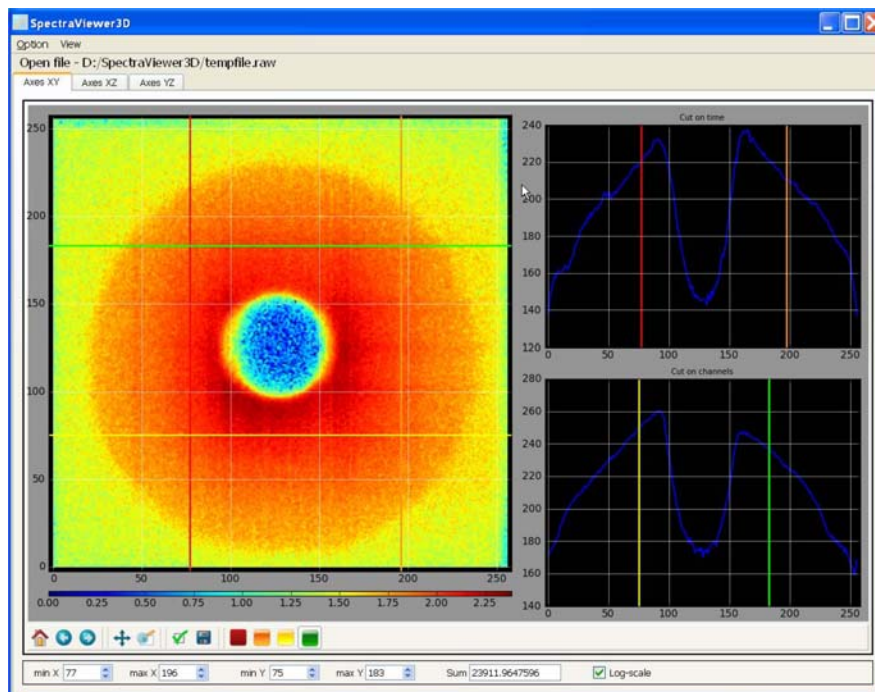 SpectraViewer3D
Option View
Open file - D:/SpectraViewer3D/tempfile.raw
Axes XY Axes XZ Axes YZ
250
200
150
100
50
0
0 50 100 150 200 250
0.00 0.25 0.50 0.75 1.00 1.25 1.50 1.75 2.00 2.25
Cut on time
240
220
200
180
160
140
120
0 50 100 150 200 250
Cut on channels
280
260
240
220
200
180
160
140
0 50 100 150 200 250
min X 77 max X 196 min Y 75 max Y 183 Sum 23911.9647596 Log-scale